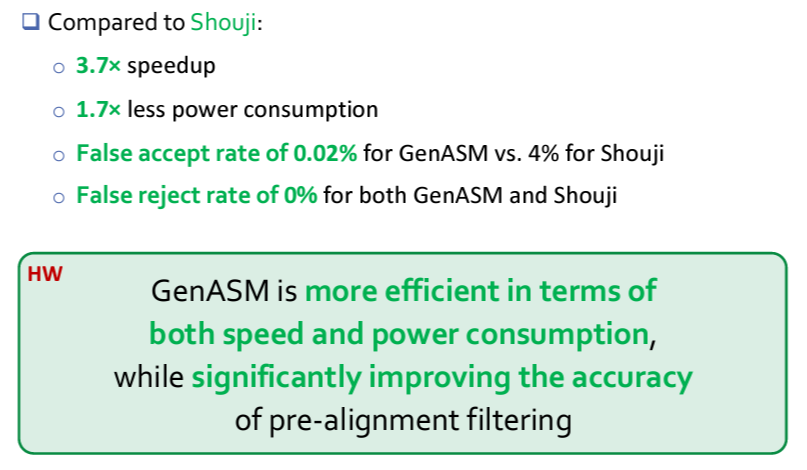 Compared to Shouji:
3.7× speedup
1.7× less power consumption
False accept rate of 0.02% for GenASM vs. 4% for Shouji
False reject rate of 0% for both GenASM and Shouji
HW
GenASM is more efficient in terms of
both speed and power consumption,
while significantly improving the accuracy
of pre-alignment filtering